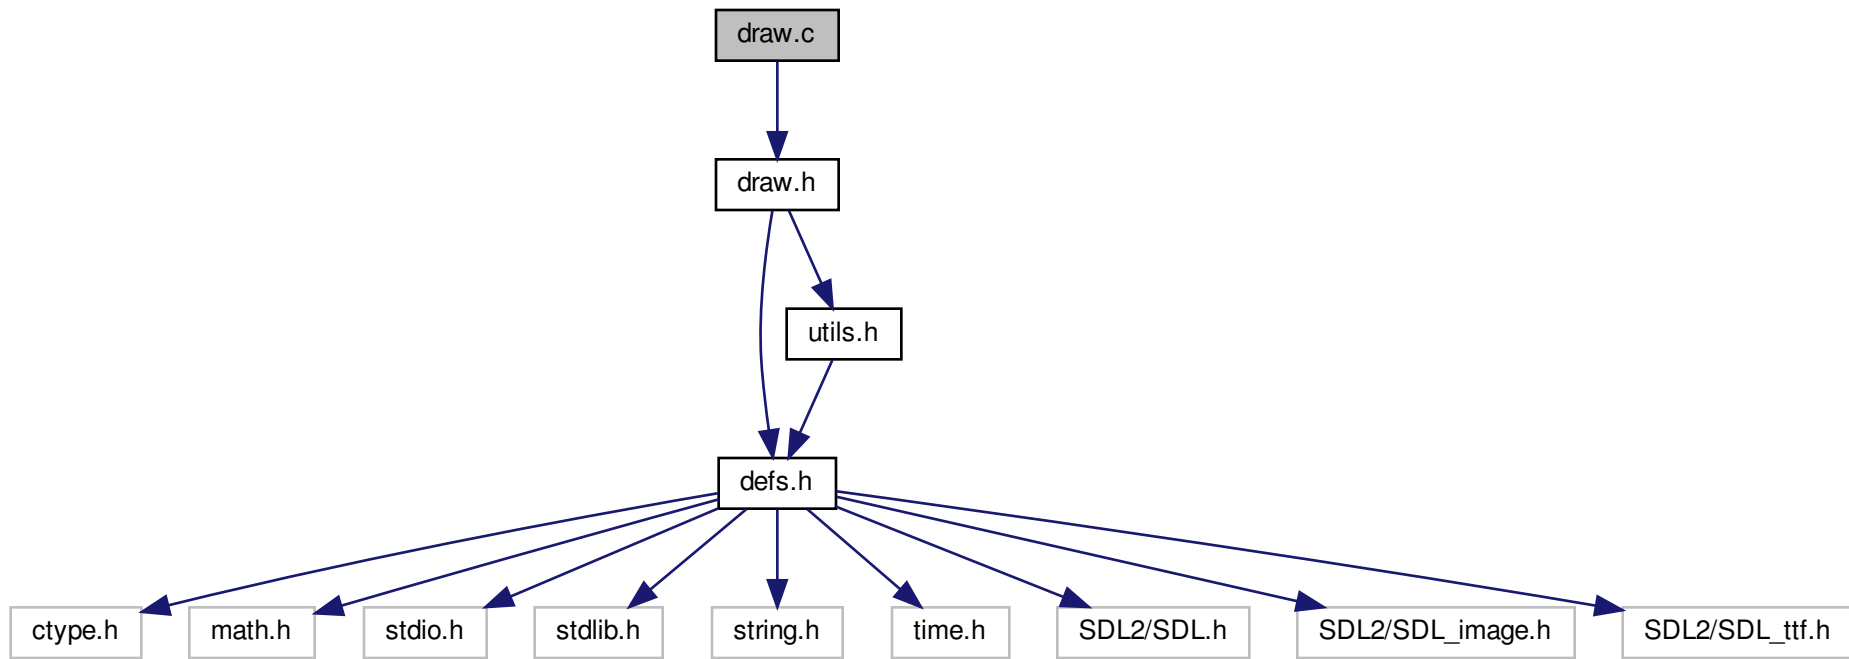 draw.c
draw.h
utils.h
defs.h
ctype.h
math.h
stdio.h
stdlib.h
string.h
time.h
SDL2/SDL.h
SDL2/SDL_image.h
SDL2/SDL_ttf.h